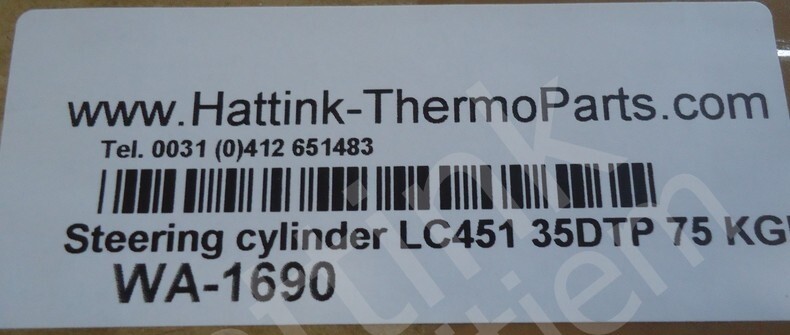 www.Hattink-ThermoParts.com
Tel. 0031 (0)412 651483
Steering cylinder LC451 35DTP 75 KG
WA-1690